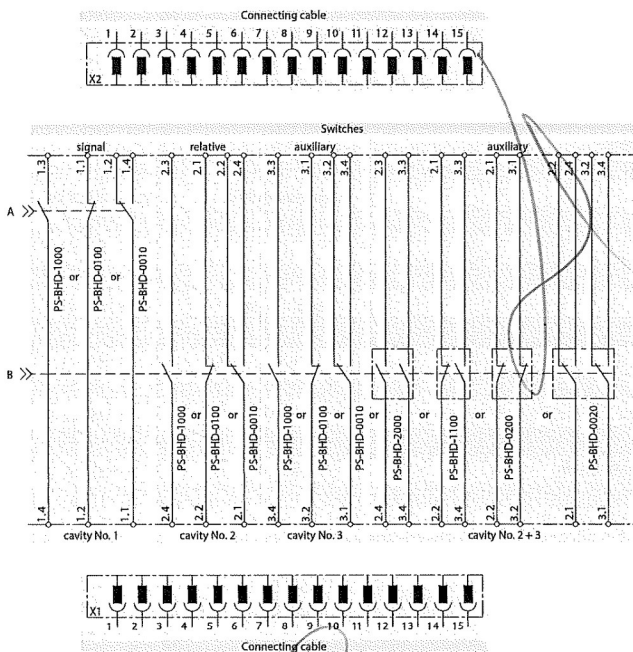 Connecting cable
1 2 3 4 5 6 7 8 9 10 11 12 13 14 15
X2
Switches
signal relative auxiliary auxiliary
1.3 1.1 1.2 1.4 2.3 2.1 2.2 2.4 3.3 3.1 3.2 3.4 2.3 3.3 2.1 3.3 2.1 3.1 2.2 2.4 3.2 3.4
A
PS-BHD-1000 or PS-BHD-0100 or PS-BHD-0010
B
PS-BHD-1000 or PS-BHD-0100 or PS-BHD-0010 PS-BHD-1000 or PS-BHD-0100 or PS-BHD-0010 or PS-BHD-2000 or PS-BHD-1100 or PS-BHD-0200 or PS-BHD-0020
1.4 1.2 1.1 2.4 2.2 2.1 3.4 3.2 3.1 2.4 3.4 2.2 3.4 2.2 3.2 2.1 3.1
cavity No. 1 cavity No. 2 cavity No. 3 cavity No. 2 + 3
X1
1 2 3 4 5 6 7 8 9 10 11 12 13 14 15
Connecting cable